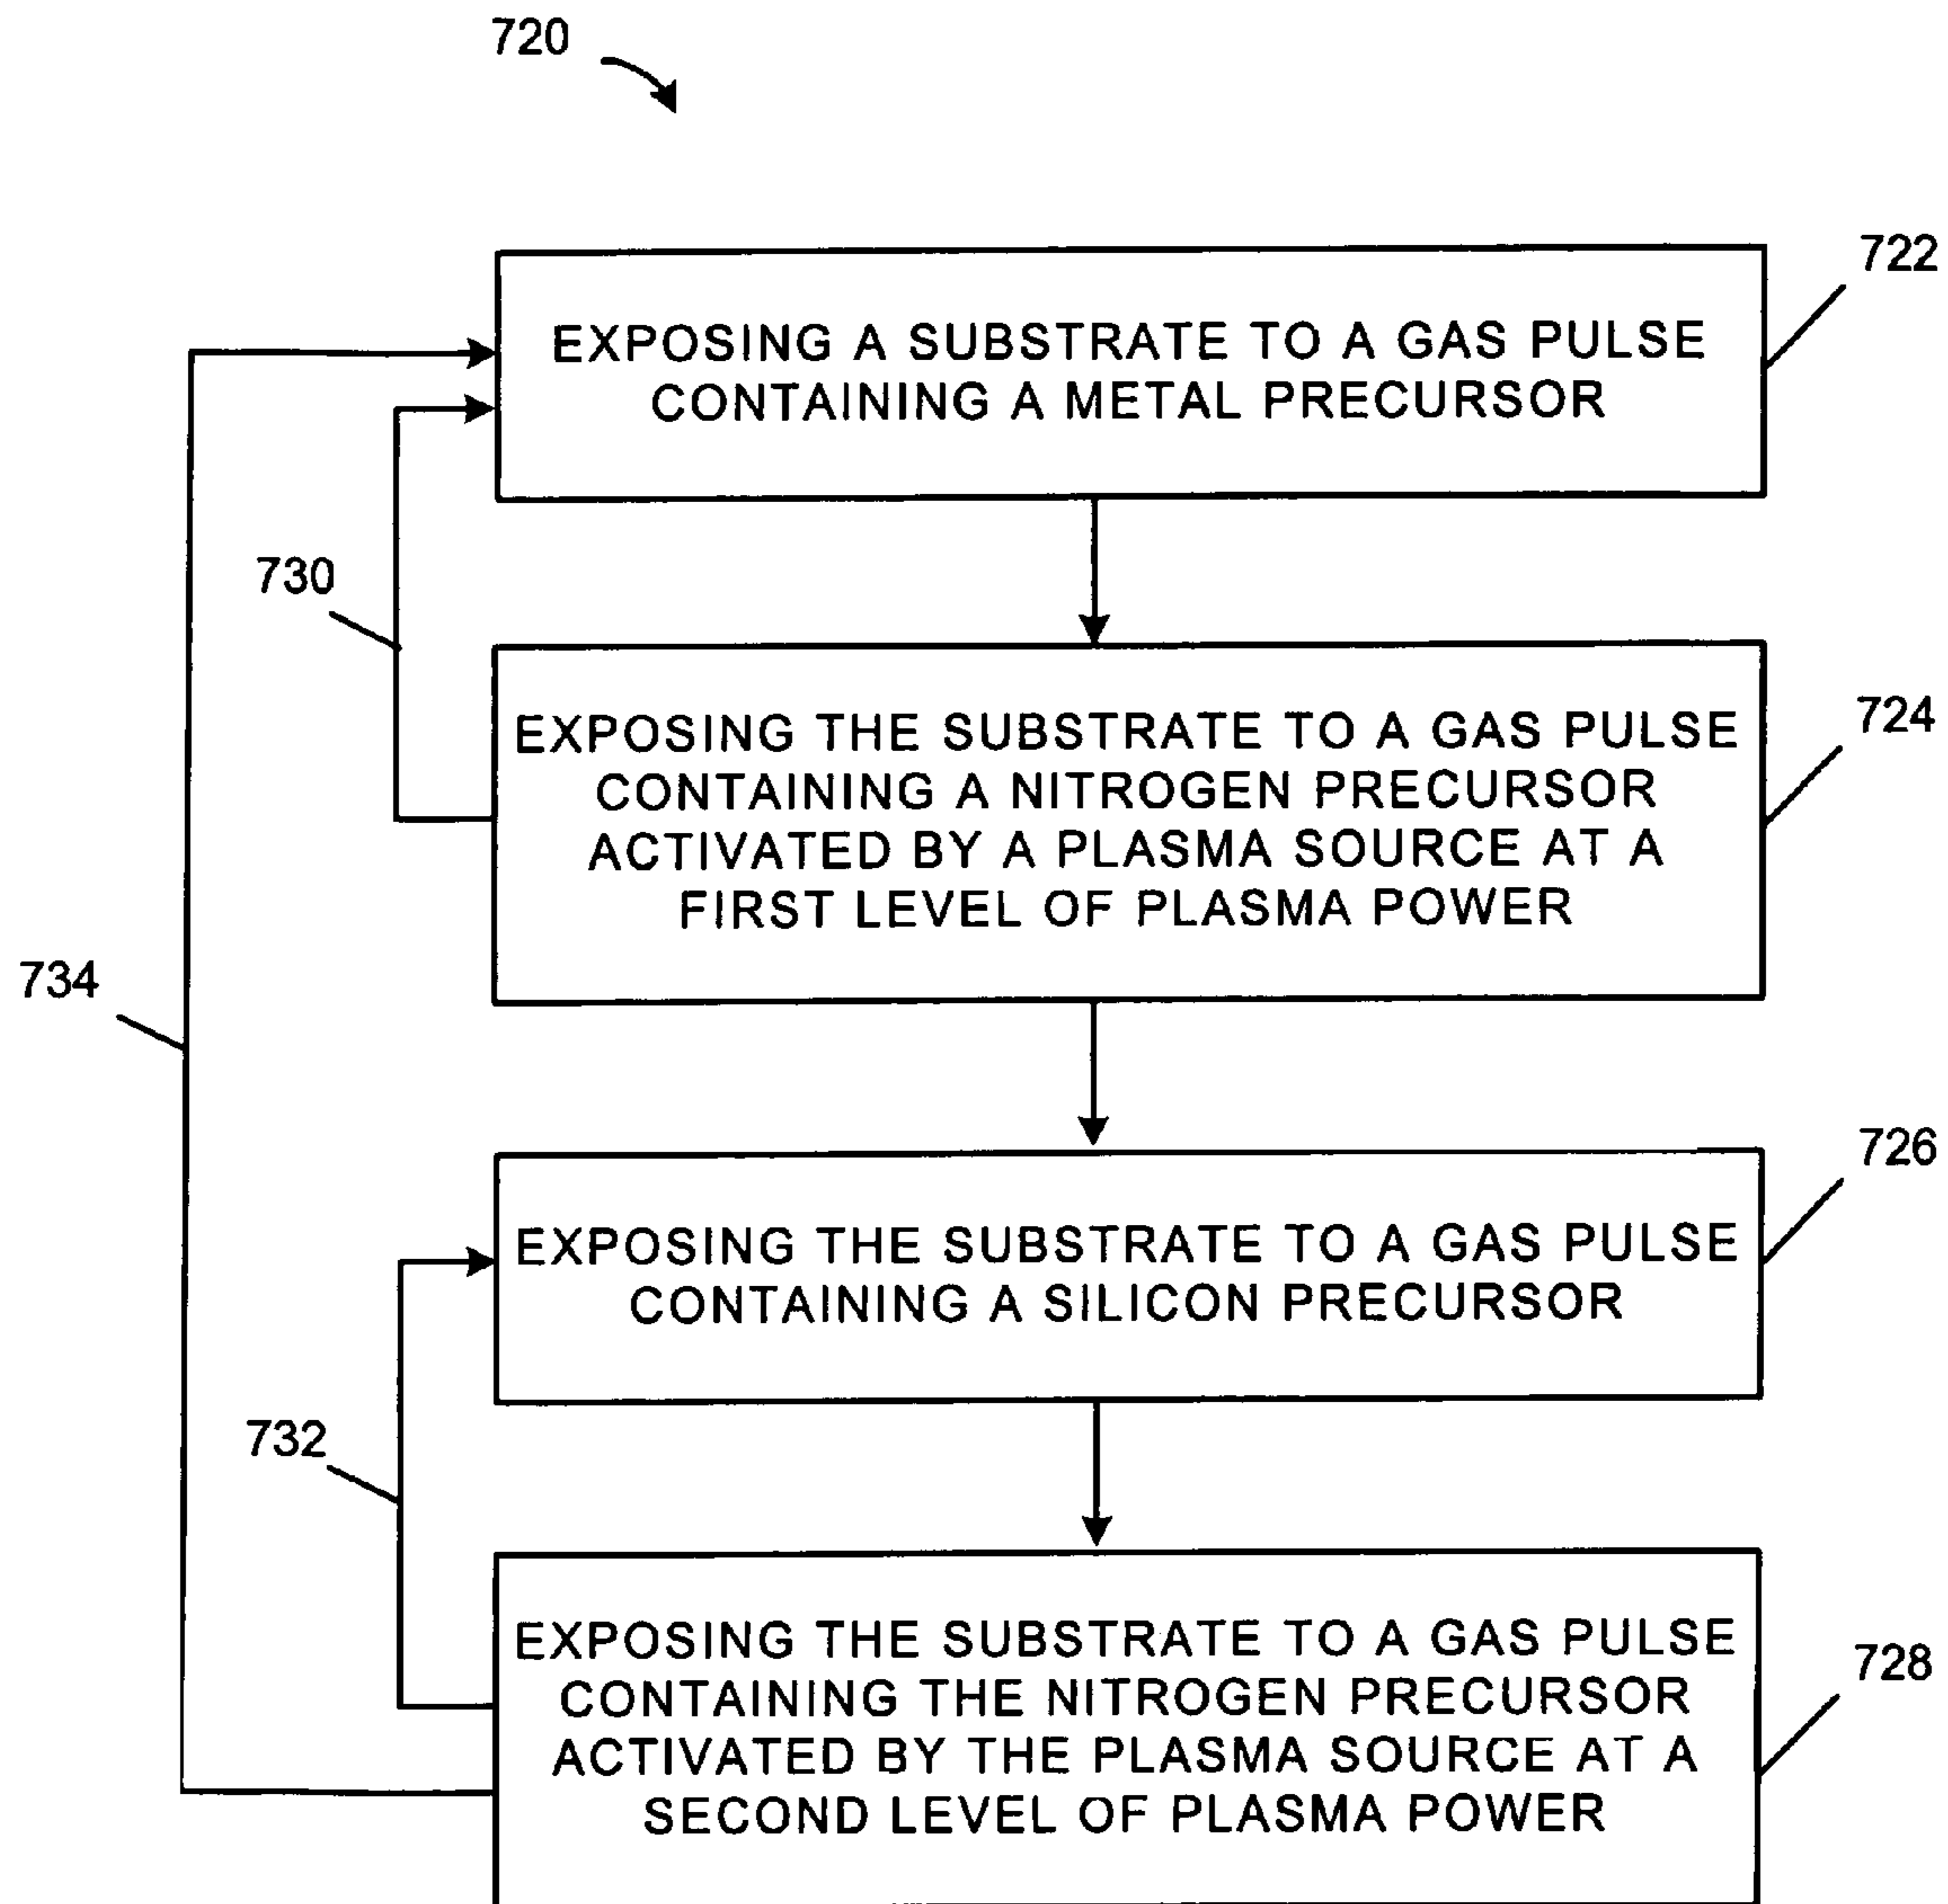 720
722
EXPOSING A SUBSTRATE TO A GAS PULSE
CONTAINING A METAL PRECURSOR
730
724
EXPOSING THE SUBSTRATE TO A GAS PULSE
CONTAINING A NITROGEN PRECURSOR
ACTIVATED BY A PLASMA SOURCE AT A
FIRST LEVEL OF PLASMA POWER
734
726
EXPOSING THE SUBSTRATE TO A GAS PULSE
CONTAINING A SILICON PRECURSOR
732
728
EXPOSING THE SUBSTRATE TO A GAS PULSE
CONTAINING THE NITROGEN PRECURSOR
ACTIVATED BY THE PLASMA SOURCE AT A
SECOND LEVEL OF PLASMA POWER